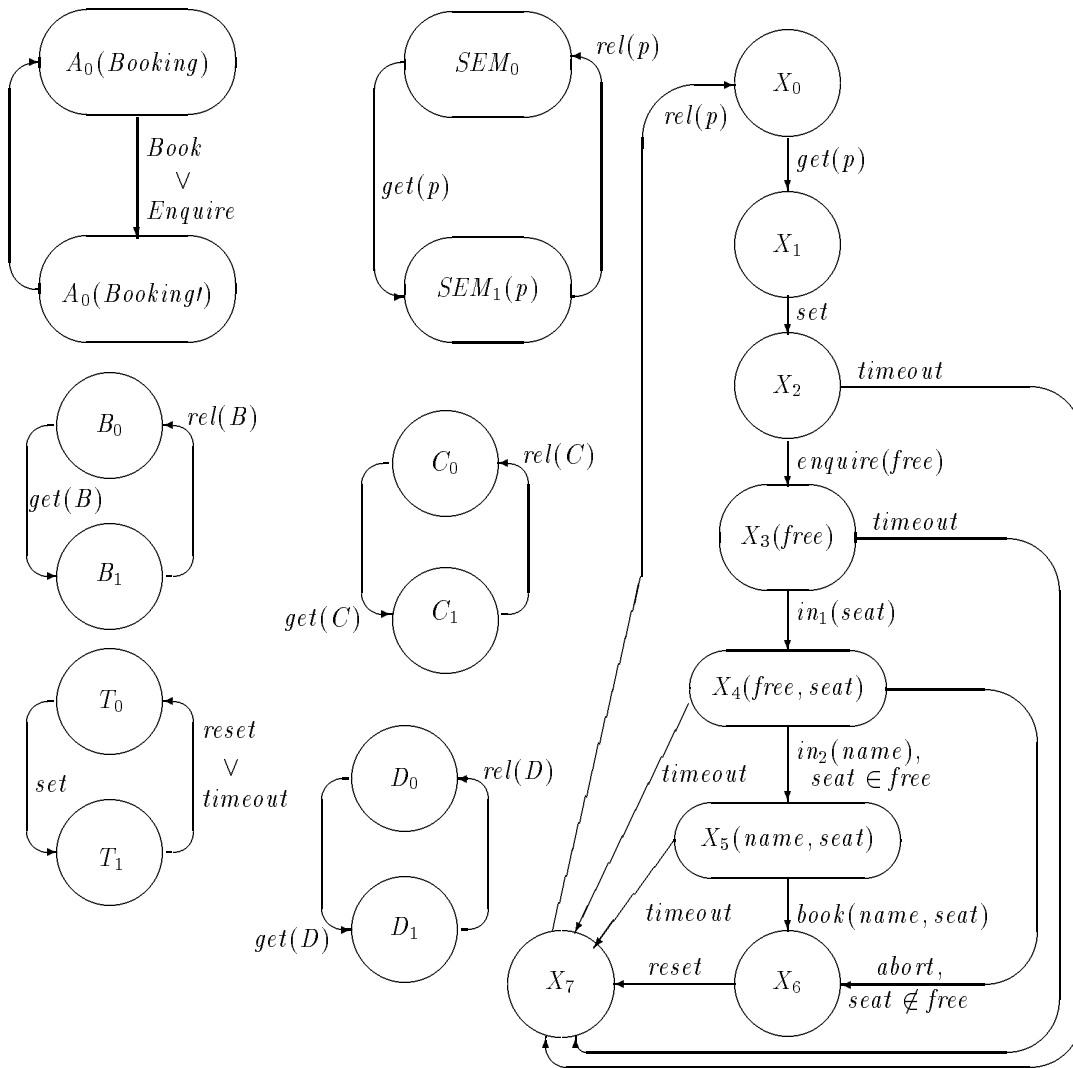 A₀(Booking)
Book
∨
Enquire
A₀(Booking′)
SEM₀
rel(p)
get(p)
SEM₁(p)
rel(p)
X₀
get(p)
X₁
set
X₂
timeout
enquire(free)
X₃(free)
timeout
in₁(seat)
X₄(free, seat)
in₂(name),
seat ∈ free
timeout
X₅(name, seat)
timeout
book(name, seat)
X₇
reset
X₆
abort,
seat ∉ free
B₀
rel(B)
get(B)
B₁
C₀
rel(C)
get(C)
C₁
T₀
reset
∨
timeout
set
T₁
D₀
rel(D)
get(D)
D₁